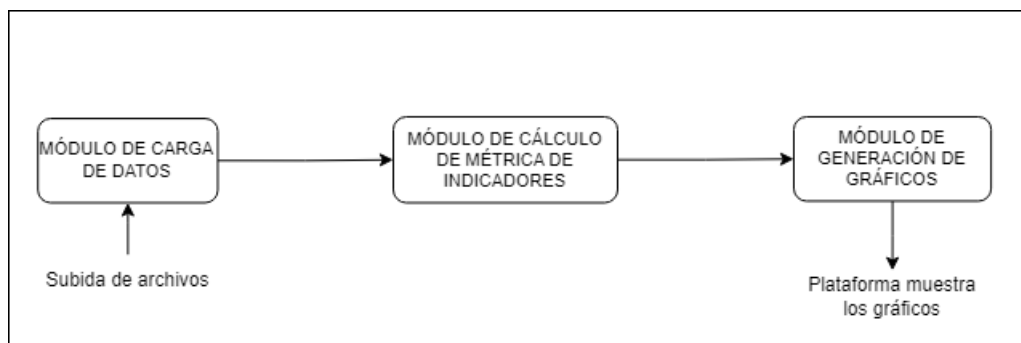 MÓDULO DE CARGA
DE DATOS
MÓDULO DE CÁLCULO
DE MÉTRICA DE
INDICADORES
MÓDULO DE
GENERACIÓN DE
GRÁFICOS
Subida de archivos
Plataforma muestra
los gráficos